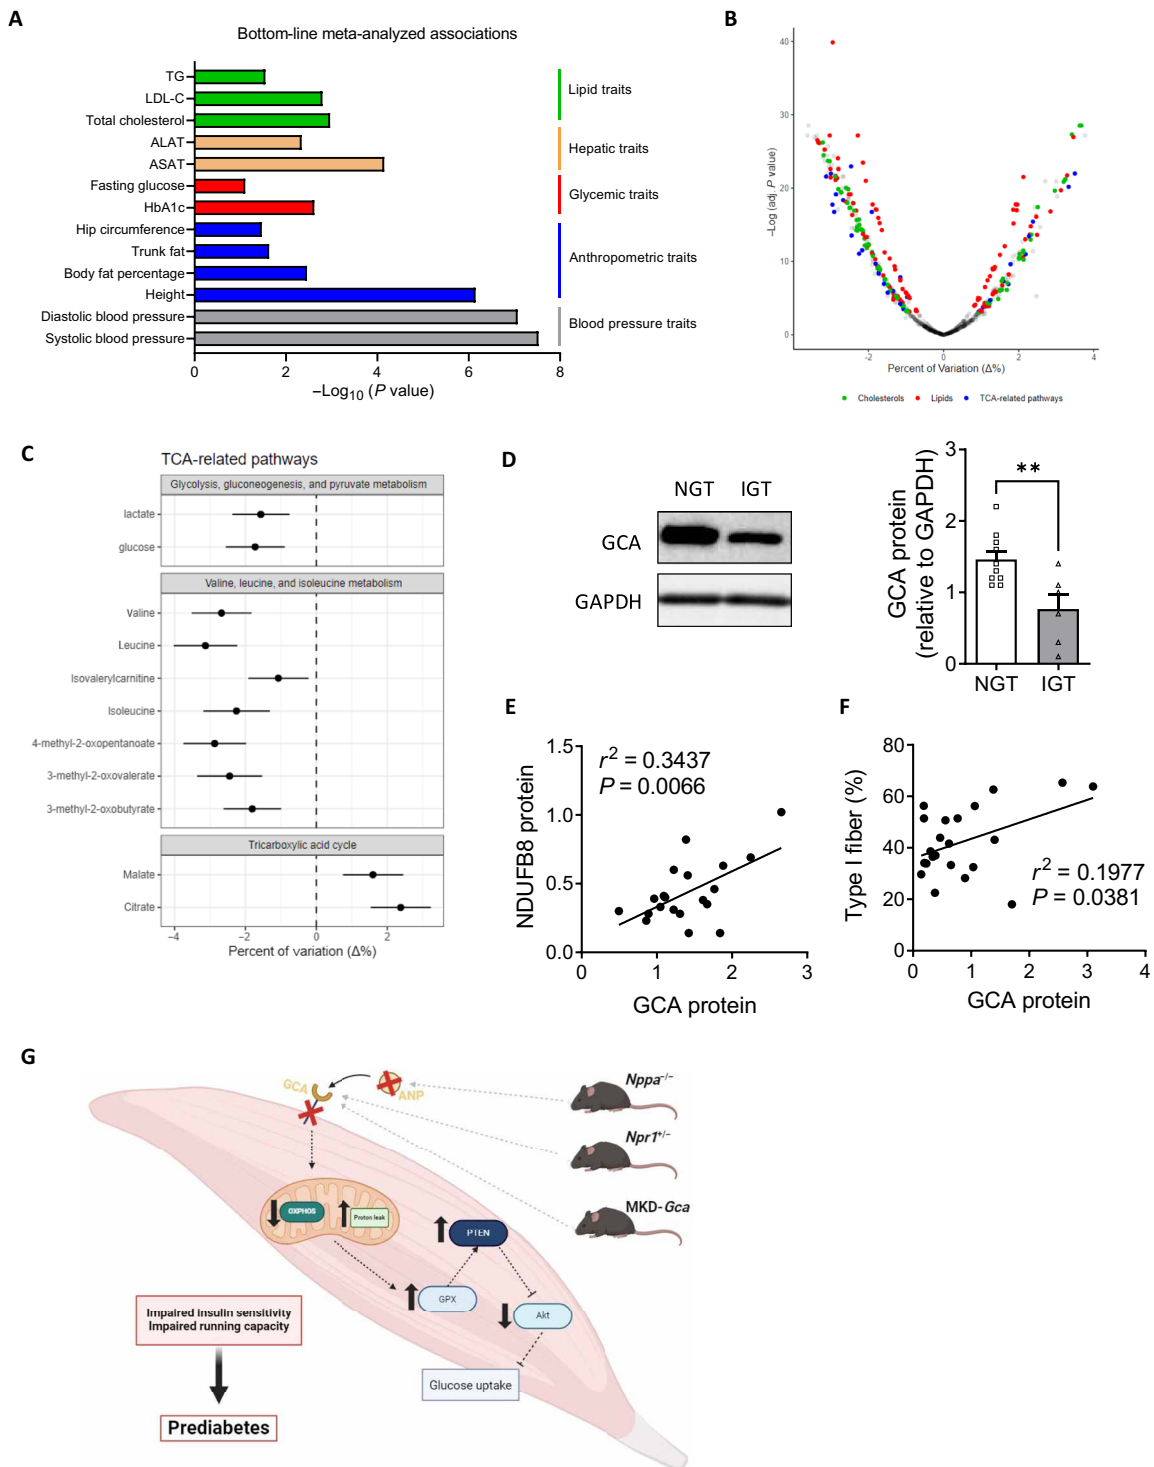 A
Bottom-line meta-analyzed associations
TG
LDL-C
Total cholesterol
ALAT
ASAT
Fasting glucose
HbA1c
Hip circumference
Trunk fat
Body fat percentage
Height
Diastolic blood pressure
Systolic blood pressure
Lipid traits
Hepatic traits
Glycemic traits
Anthropometric traits
Blood pressure traits
0 2 4 6 8
−Log10 (P value)
B
−Log (adj. P value)
40
30
20
10
0
-2 0 2 4
Percent of Variation (Δ%)
Cholesterols Lipids TCA-related pathways
C
TCA-related pathways
Glycolysis, gluconeogenesis, and pyruvate metabolism
lactate
glucose
Valine, leucine, and isoleucine metabolism
Valine
Leucine
Isovalerylcarnitine
Isoleucine
4-methyl-2-oxopentanoate
3-methyl-2-oxovalerate
3-methyl-2-oxobutyrate
Tricarboxylic acid cycle
Malate
Citrate
−4 −2 0 2
Percent of variation (Δ%)
D
NGT IGT
GCA
GAPDH
GCA protein
(relative to GAPDH)
3
2
1
0
**
NGT IGT
E
NDUFB8 protein
1.5
1.0
0.5
0.0
r² = 0.3437
P = 0.0066
0 1 2 3
GCA protein
F
Type I fiber (%)
80
60
40
20
0
r² = 0.1977
P = 0.0381
0 1 2 3 4
GCA protein
G
GCA
ANP
Nppa−/−
Npr1+/−
MKD-Gca
OXPHOS
Proton leak
PTEN
GPX
Akt
Glucose uptake
Impaired insulin sensitivity
Impaired running capacity
Prediabetes